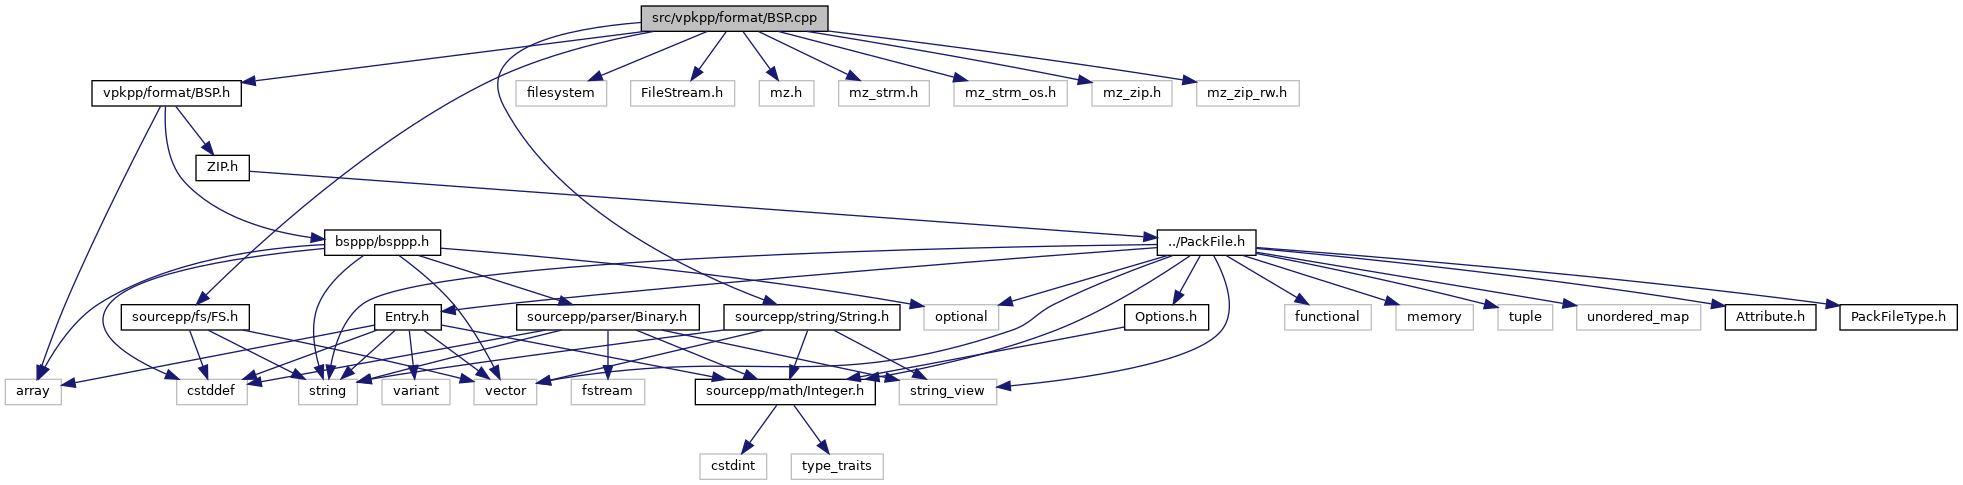 src/vpkpp/format/BSP.cpp
vpkpp/format/BSP.h
filesystem
FileStream.h
mz.h
mz_strm.h
mz_strm_os.h
mz_zip.h
mz_zip_rw.h
ZIP.h
bsppp/bsppp.h
../PackFile.h
sourcepp/fs/FS.h
Entry.h
sourcepp/parser/Binary.h
sourcepp/string/String.h
optional
Options.h
functional
memory
tuple
unordered_map
Attribute.h
PackFileType.h
array
cstddef
string
variant
vector
fstream
sourcepp/math/Integer.h
string_view
cstdint
type_traits